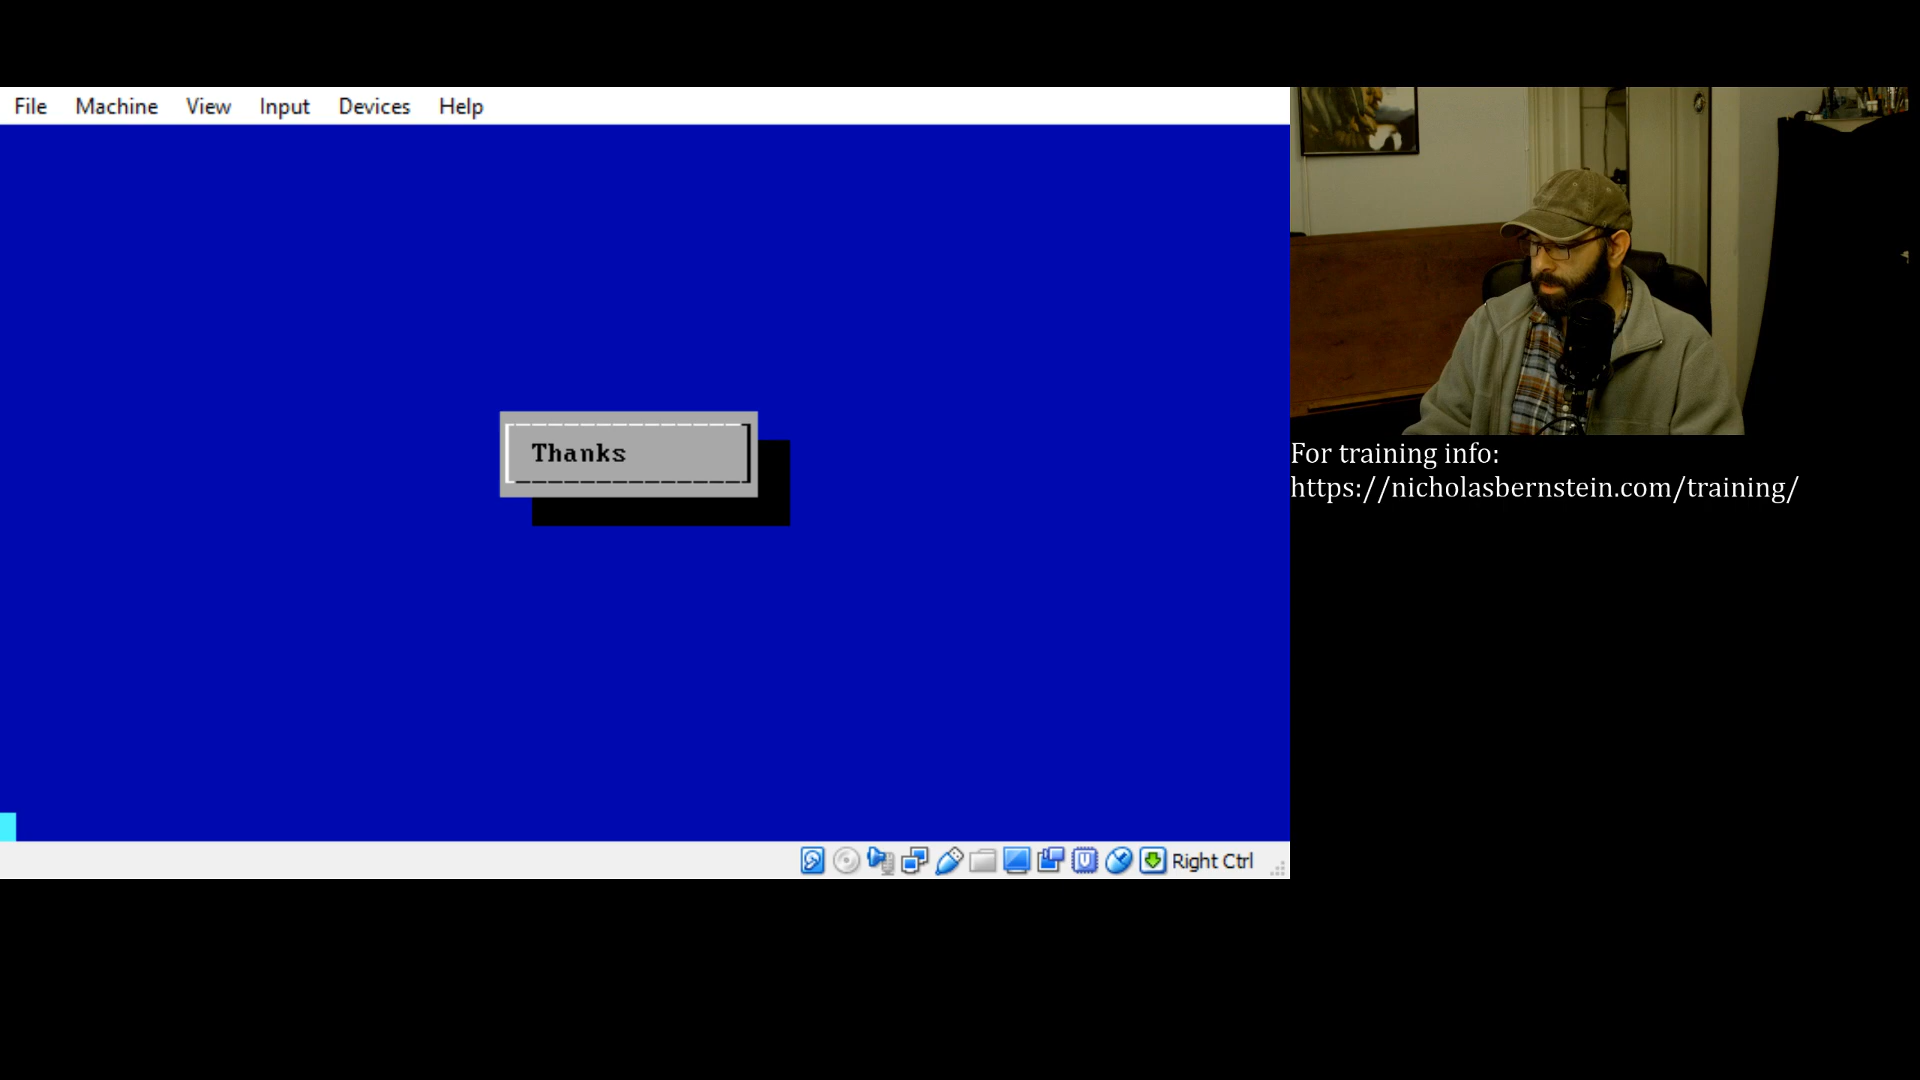 File Machine View Input Devices Help
Thanks
Right Ctrl
For training info:
https://nicholasbernstein.com/training/